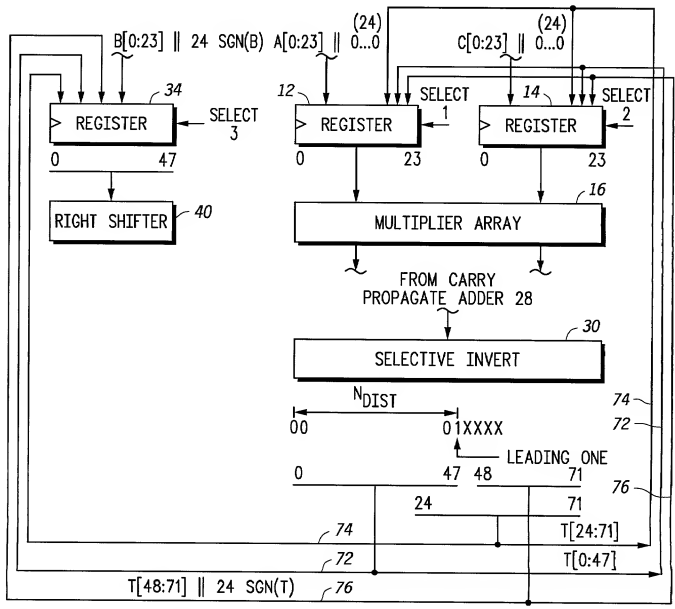 (24) (24)
B[0:23] || 24 SGN(B) A[0:23] || 0...0 C[0:23] || 0...0
34 12 14
REGISTER SELECT 3 REGISTER SELECT 1 REGISTER SELECT 2
0 47 0 23 0 23
40 16
RIGHT SHIFTER MULTIPLIER ARRAY
FROM CARRY
PROPAGATE ADDER 28
30
SELECTIVE INVERT
NDIST
74
00 01XXXX 72
LEADING ONE
0 47 48 71 76
24 71
74 T[24:71]
72 T[0:47]
T[48:71] || 24 SGN(T) 76